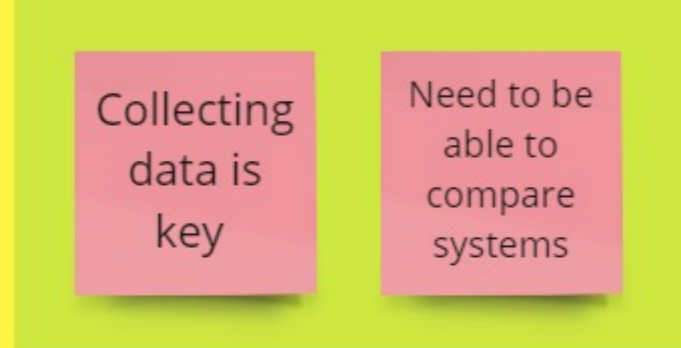 Collecting
data is
key
Need to be
able to
compare
systems